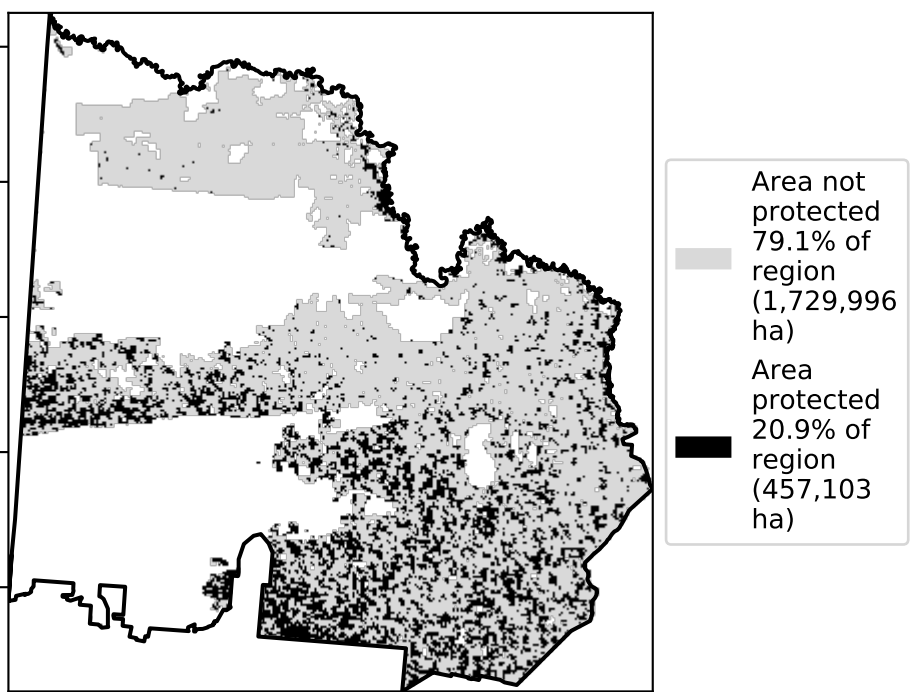 Area not
protected
79.1% of
region
(1,729,996
ha)
Area
protected
20.9% of
region
(457,103
ha)